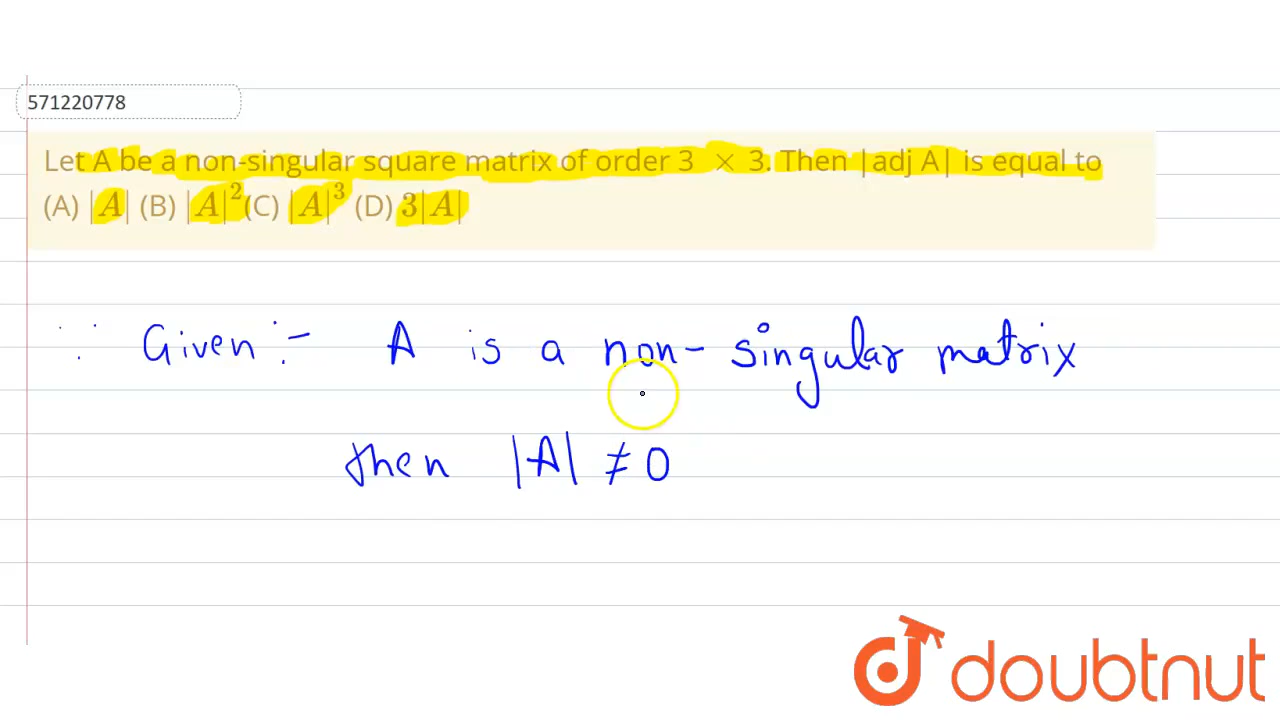 571220778
Let A be a non-singular square matrix of order 3 × 3. Then |adj A| is equal to
(A) |A| (B) |A|² (C) |A|³ (D) 3|A|
∵ Given :- A is a non-singular matrix
then |A| ≠ 0
doubtnut